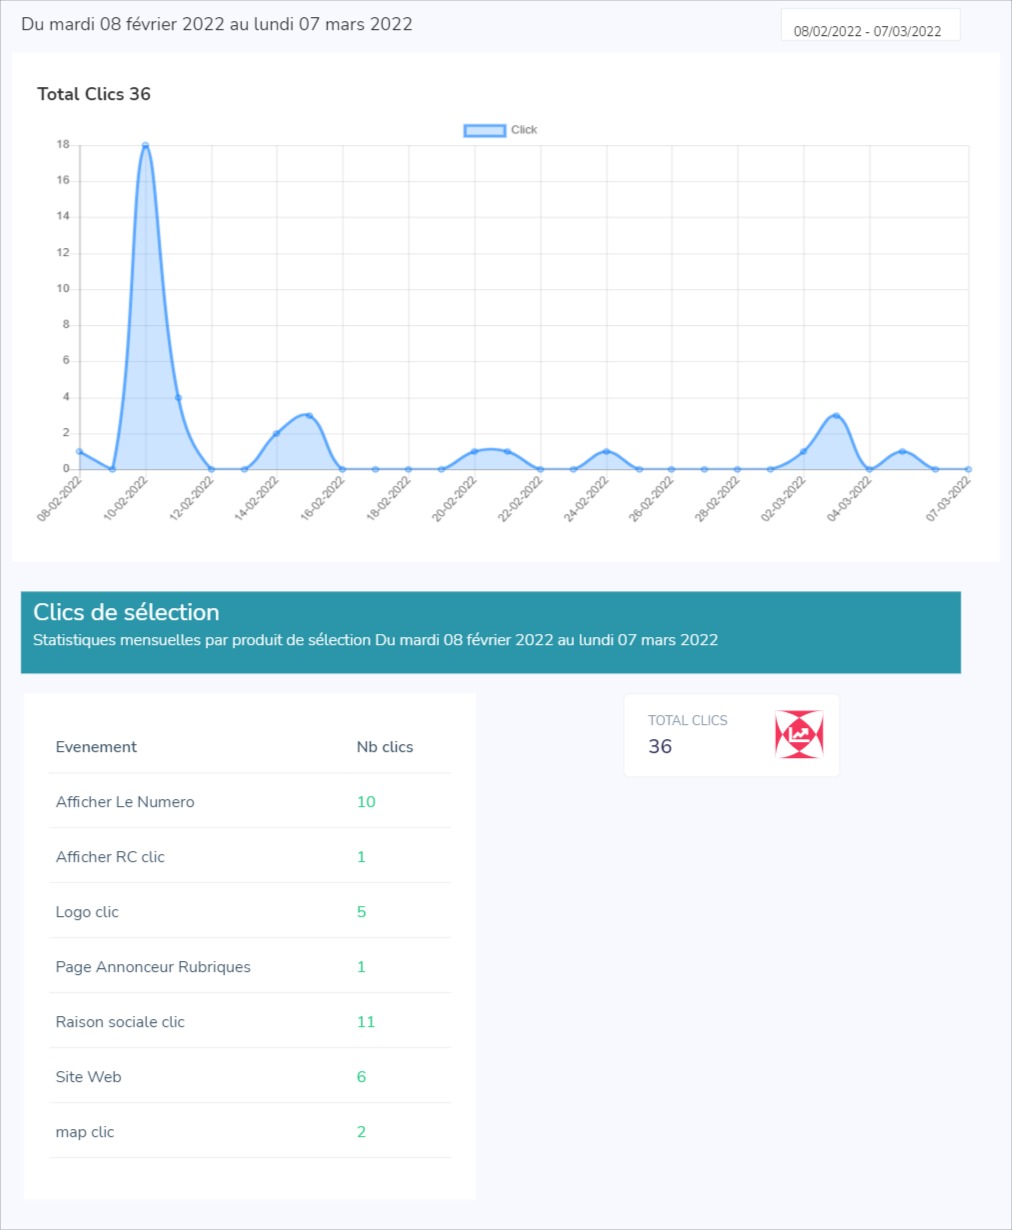 Du mardi 08 février 2022 au lundi 07 mars 2022
08/02/2022 - 07/03/2022
Total Clics 36
Click
18
16
14
12
10
8
6
4
2
0
08-02-2022
10-02-2022
12-02-2022
14-02-2022
16-02-2022
18-02-2022
20-02-2022
22-02-2022
24-02-2022
26-02-2022
28-02-2022
02-03-2022
04-03-2022
07-03-2022
Clics de sélection
Statistiques mensuelles par produit de sélection Du mardi 08 février 2022 au lundi 07 mars 2022
TOTAL CLICS
36
Evenement Nb clics
Afficher Le Numero 10
Afficher RC clic 1
Logo clic 5
Page Annonceur Rubriques 1
Raison sociale clic 11
Site Web 6
map clic 2